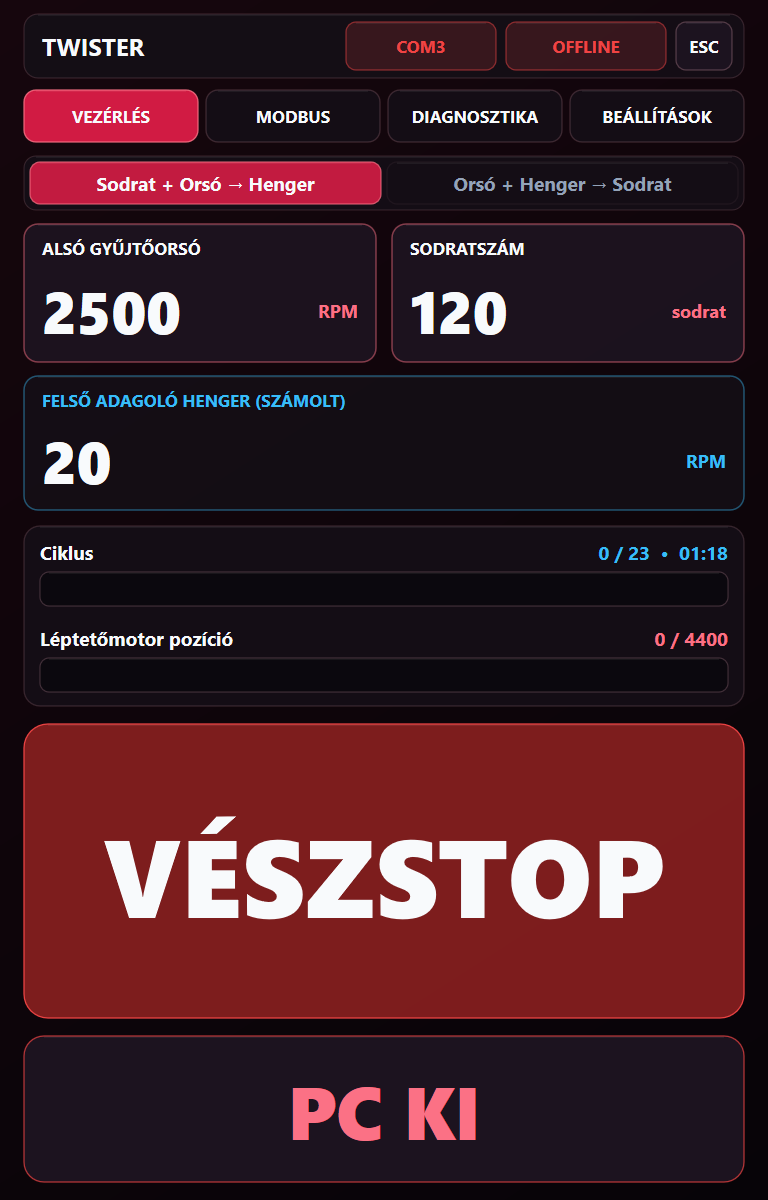 TWISTER COM3 OFFLINE ESC
VEZÉRLÉS MODBUS DIAGNOSZTIKA BEÁLLÍTÁSOK
Sodrat + Orsó → Henger Orsó + Henger → Sodrat
ALSÓ GYŰJTŐORSÓ
2500 RPM
SODRATSZÁM
120 sodrat
FELSŐ ADAGOLÓ HENGER (SZÁMOLT)
20 RPM
Ciklus 0 / 23 • 01:18
Léptetőmotor pozíció 0 / 4400
VÉSZSTOP
PC KI